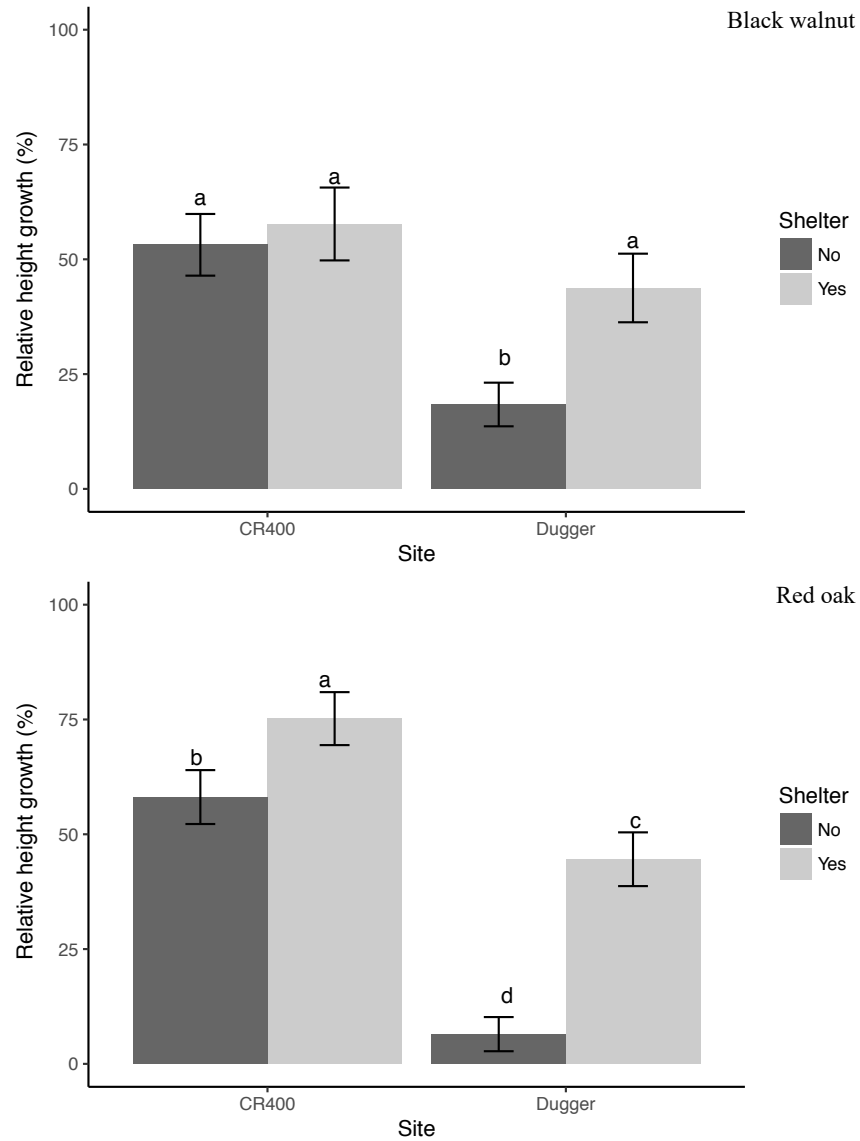 Black walnut
100
75
50
25
0
Relative height growth (%)
a
a
b
a
CR400
Dugger
Site
Shelter
No
Yes
Red oak
100
75
50
25
0
Relative height growth (%)
b
a
d
c
CR400
Dugger
Site
Shelter
No
Yes